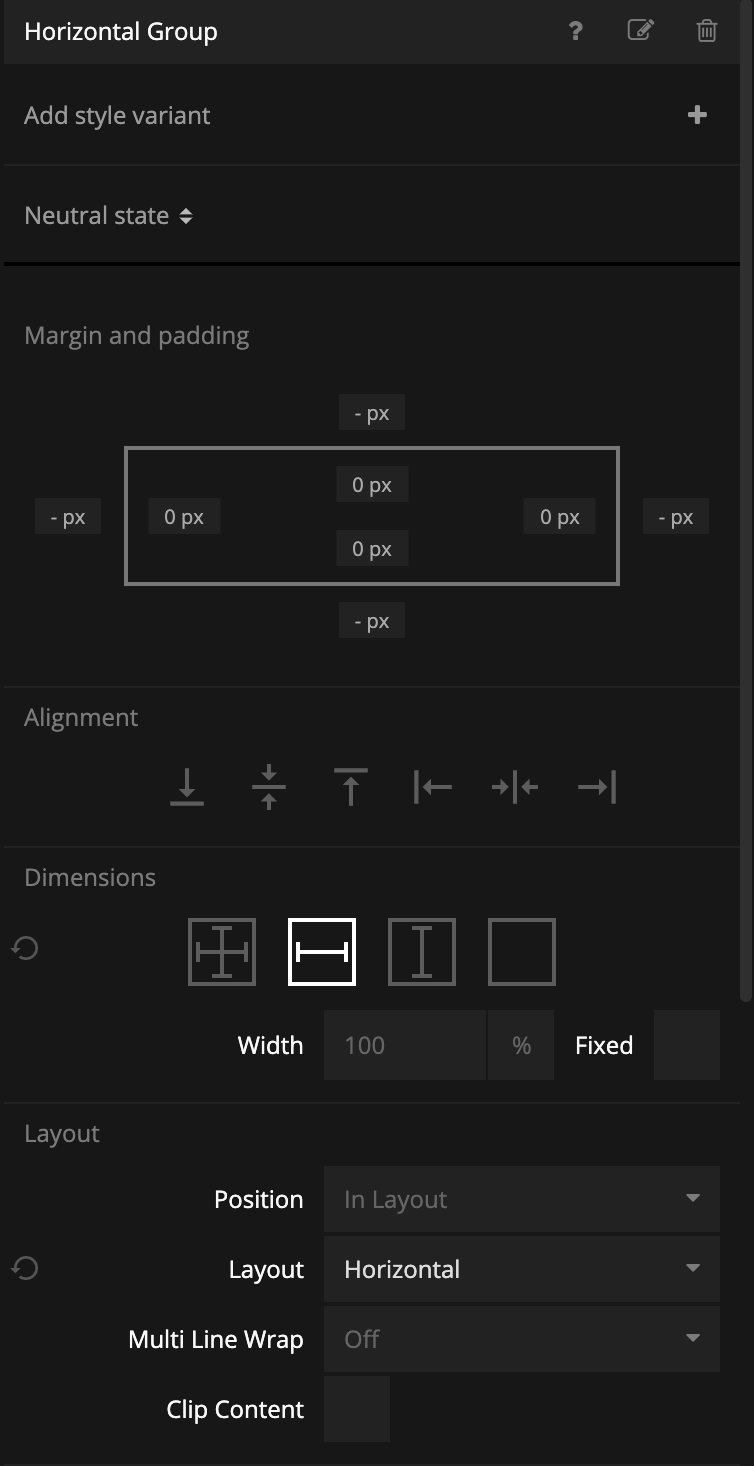 Horizontal Group ?
Add style variant
Neutral state
Margin and padding
- px
0 px
- px 0 px 0 px - px
0 px
- px
Alignment
Dimensions
Width 100 % Fixed
Layout
Position In Layout
Layout Horizontal
Multi Line Wrap Off
Clip Content